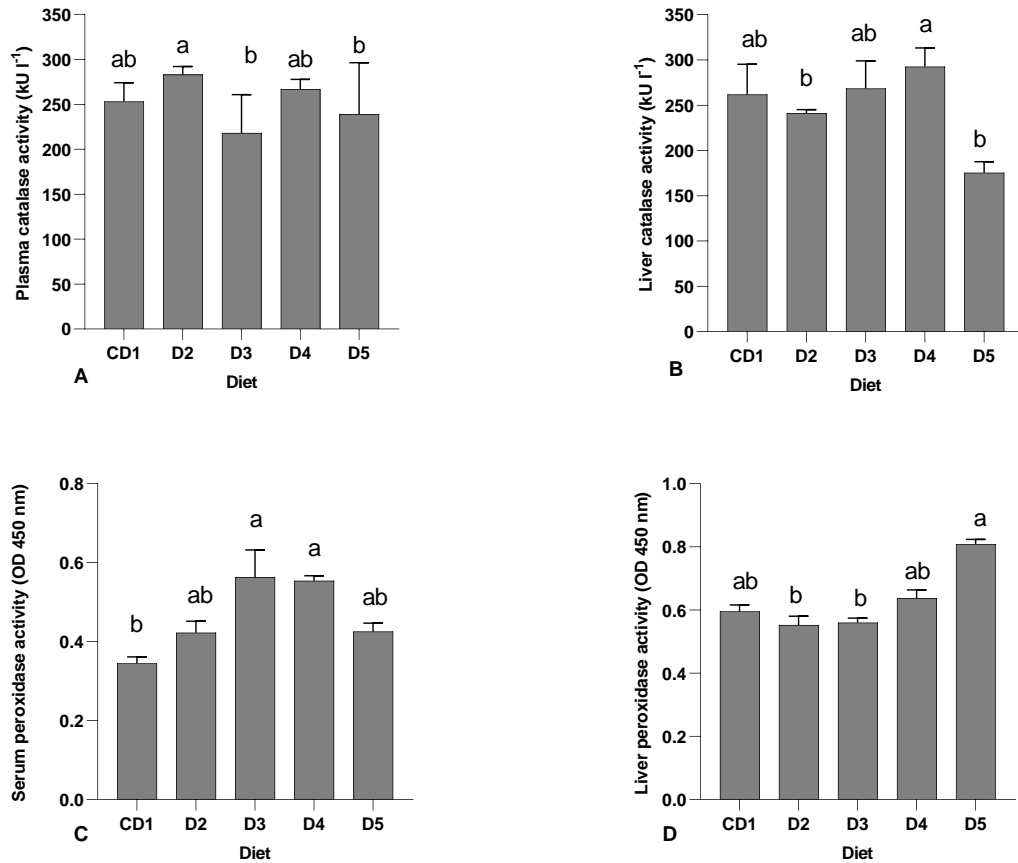 Plasma catalase activity (kU l⁻¹)
350
300
250
200
150
100
50
0
ab
a
b
ab
b
CD1 D2 D3 D4 D5
A
Diet
Liver catalase activity (kU l⁻¹)
350
300
250
200
150
100
50
0
ab
b
ab
a
b
CD1 D2 D3 D4 D5
B
Diet
Serum peroxidase activity (OD 450 nm)
0.8
0.6
0.4
0.2
0.0
b
ab
a
a
ab
CD1 D2 D3 D4 D5
C
Diet
Liver peroxidase activity (OD 450 nm)
1.0
0.8
0.6
0.4
0.2
0.0
ab
b
b
ab
a
CD1 D2 D3 D4 D5
D
Diet